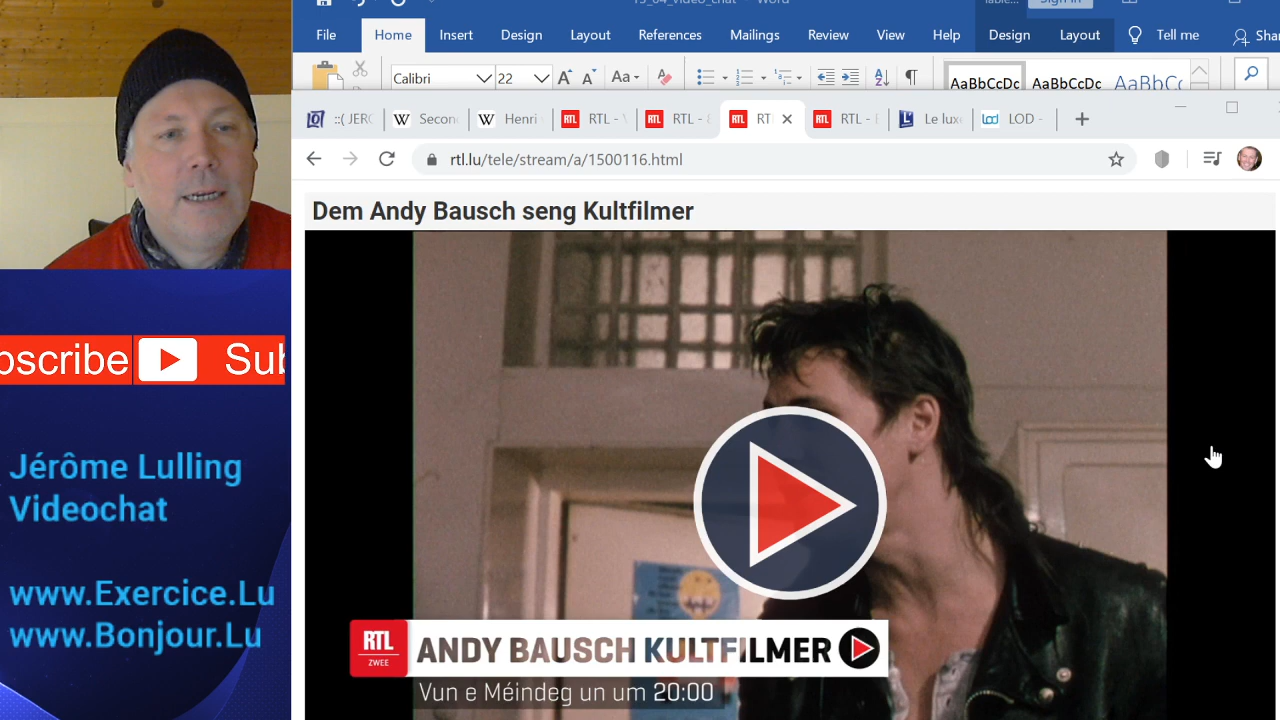 File Home Insert Design Layout References Mailings Review View Help Design Layout Tell me
Calibri 22 Aa AaBbCcDc AaBbCcDc
::( JER Secon Henri RTL - RTL - RTL - Le lux LOD -
rtl.lu/tele/stream/a/1500116.html
Dem Andy Bausch seng Kultfilmer
Jérôme Lulling
Videochat
www.Exercice.Lu
www.Bonjour.Lu
RTL
ZWEE
ANDY BAUSCH KULTFILMER
Vun e Méindeg un um 20:00